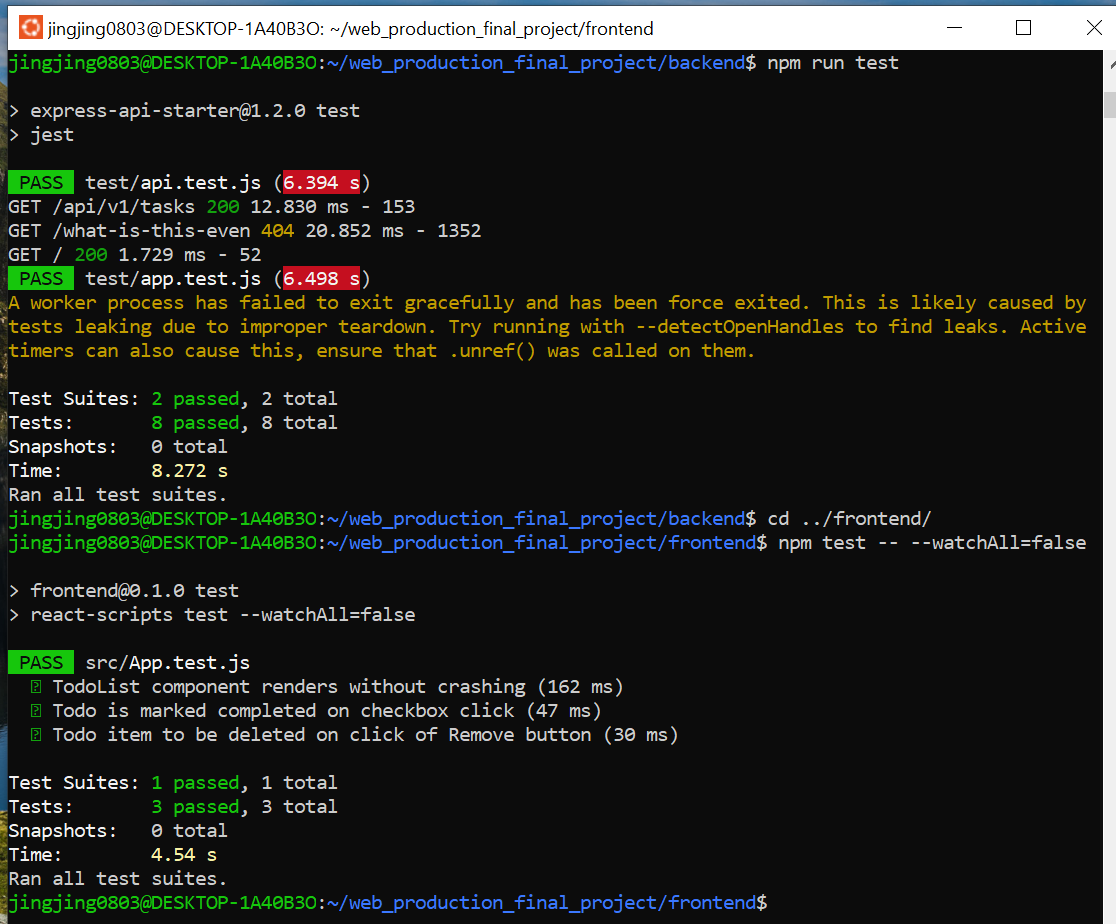 jingjing0803@DESKTOP-1A40B3O: ~/web_production_final_project/frontend
jingjing0803@DESKTOP-1A40B3O:~/web_production_final_project/backend$ npm run test
> express-api-starter@1.2.0 test
> jest
PASS test/api.test.js (6.394 s)
GET /api/v1/tasks 200 12.830 ms - 153
GET /what-is-this-even 404 20.852 ms - 1352
GET / 200 1.729 ms - 52
PASS test/app.test.js (6.498 s)
A worker process has failed to exit gracefully and has been force exited. This is likely caused by
tests leaking due to improper teardown. Try running with --detectOpenHandles to find leaks. Active
timers can also cause this, ensure that .unref() was called on them.
Test Suites: 2 passed, 2 total
Tests: 8 passed, 8 total
Snapshots: 0 total
Time: 8.272 s
Ran all test suites.
jingjing0803@DESKTOP-1A40B3O:~/web_production_final_project/backend$ cd ../frontend/
jingjing0803@DESKTOP-1A40B3O:~/web_production_final_project/frontend$ npm test -- --watchAll=false
> frontend@0.1.0 test
> react-scripts test --watchAll=false
PASS src/App.test.js
TodoList component renders without crashing (162 ms)
Todo is marked completed on checkbox click (47 ms)
Todo item to be deleted on click of Remove button (30 ms)
Test Suites: 1 passed, 1 total
Tests: 3 passed, 3 total
Snapshots: 0 total
Time: 4.54 s
Ran all test suites.
jingjing0803@DESKTOP-1A40B3O:~/web_production_final_project/frontend$